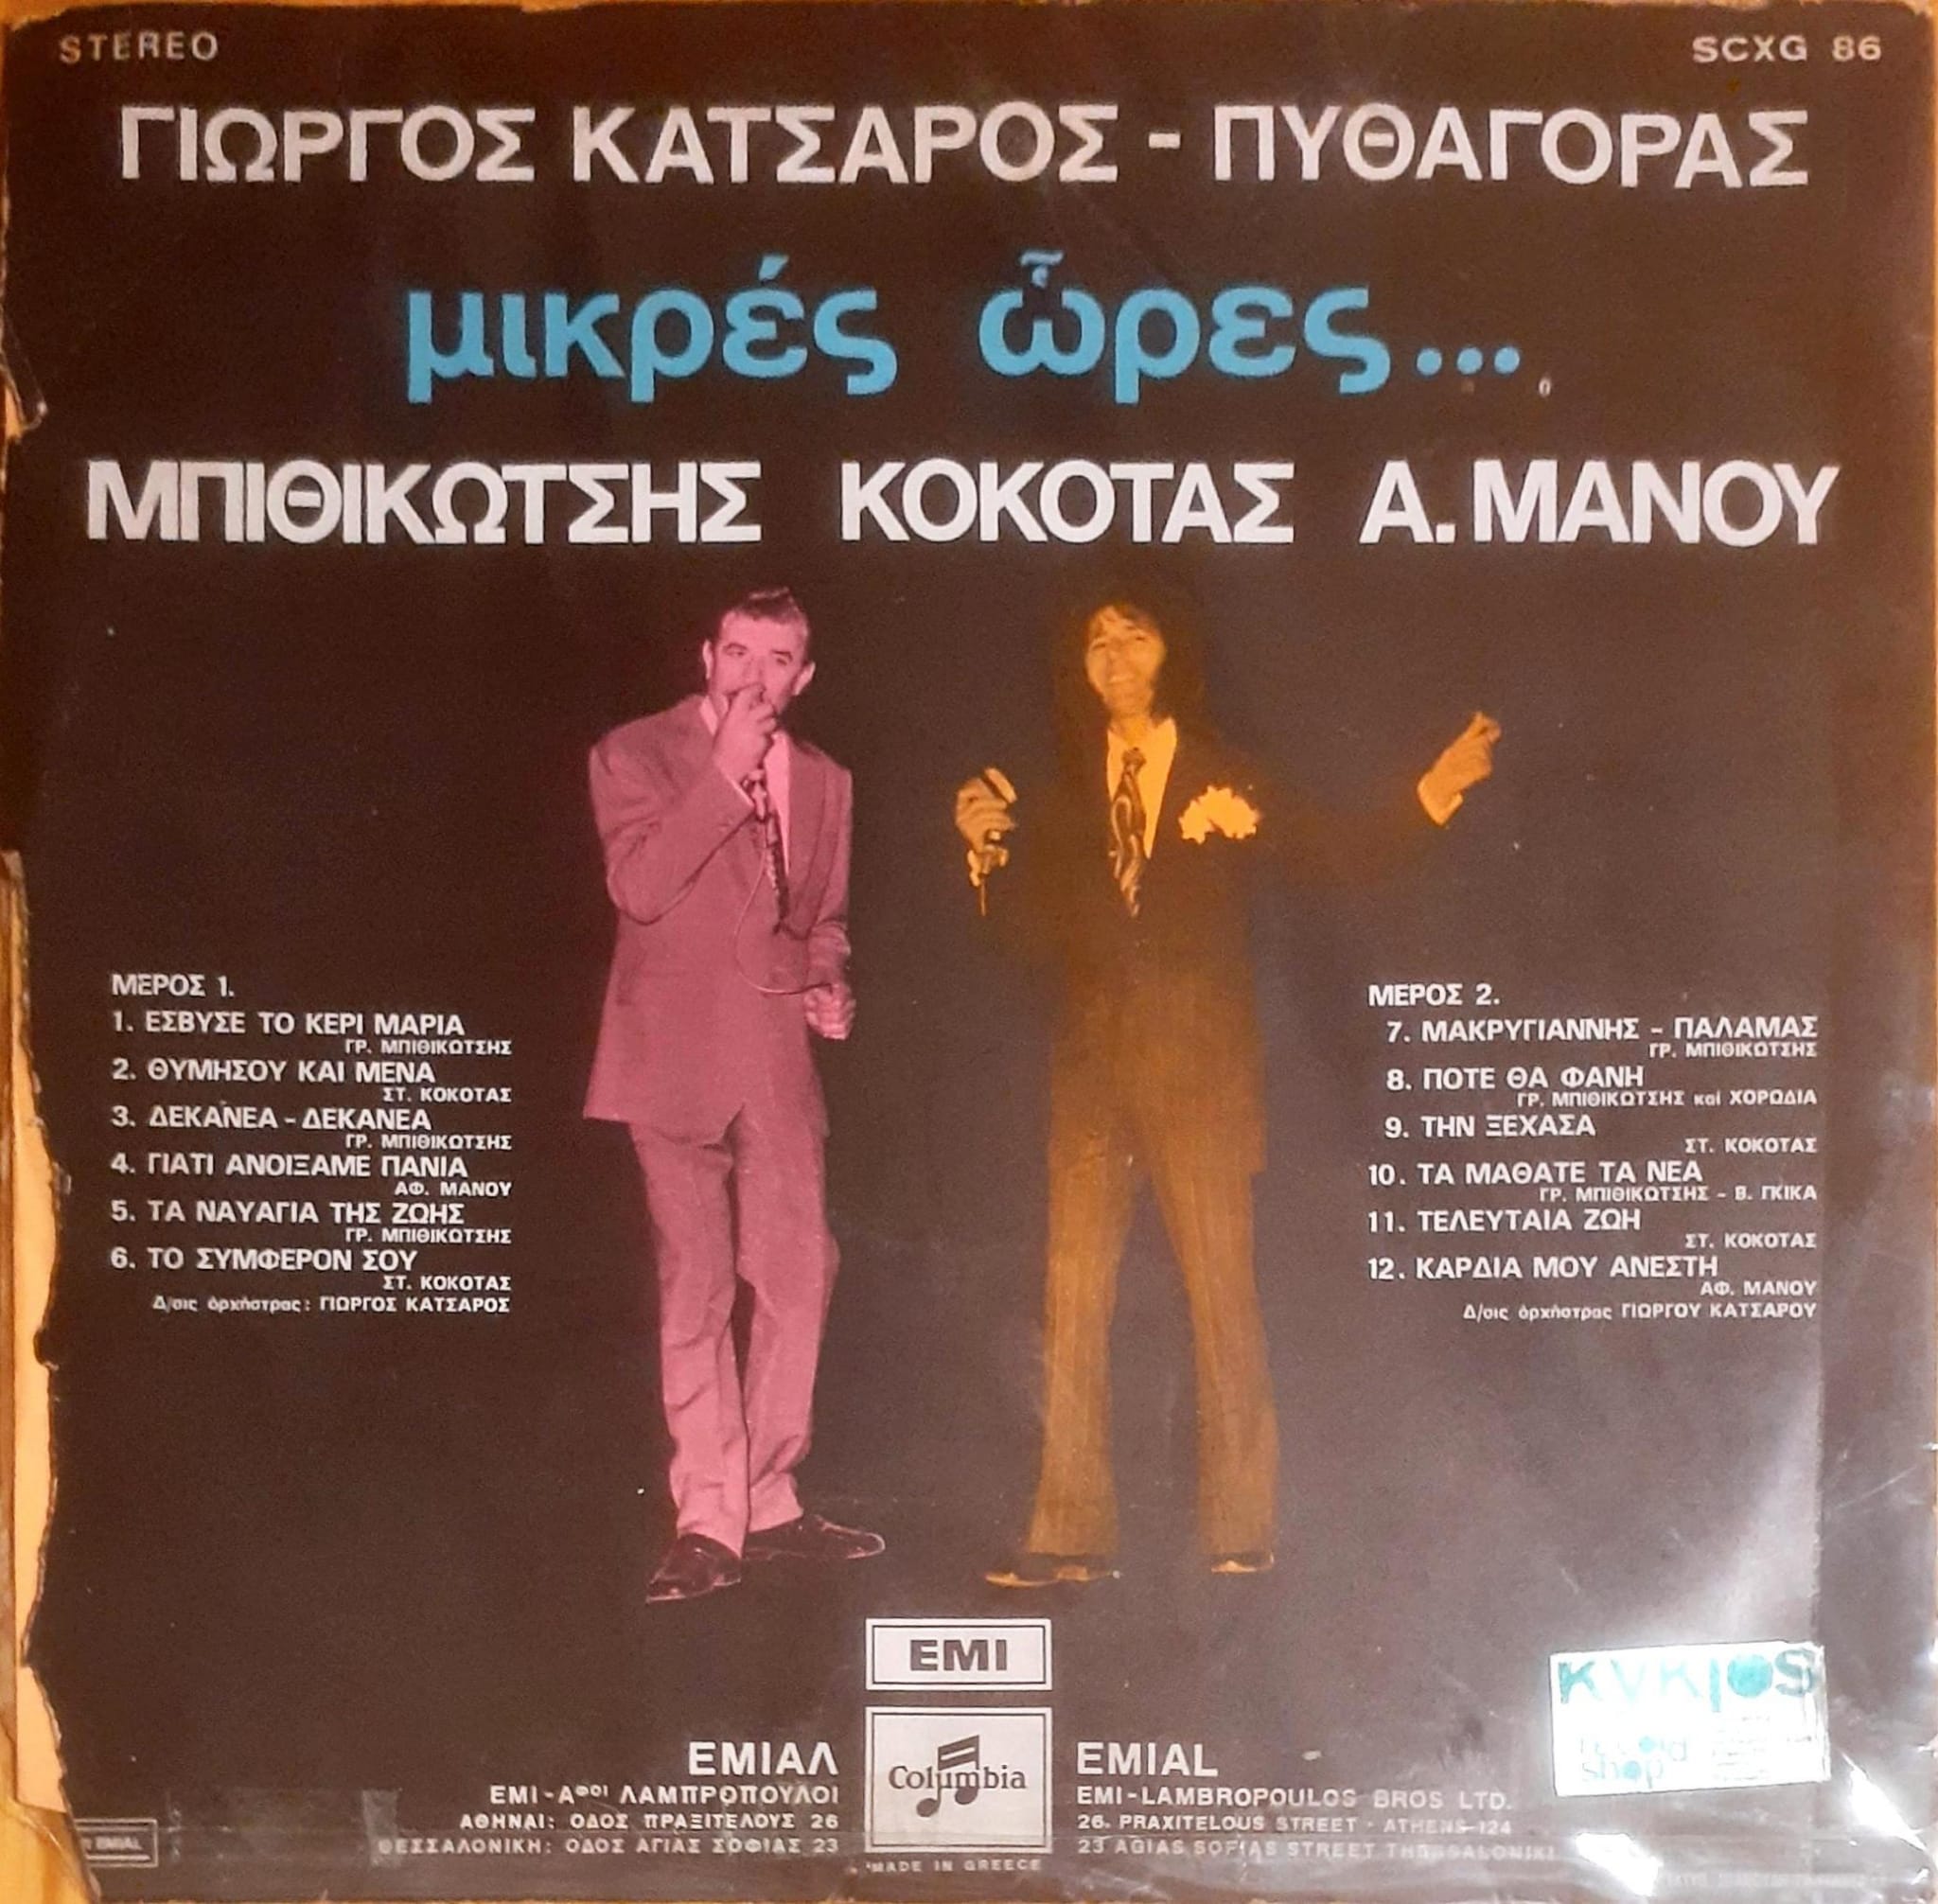 STEREO
SCXG 86
ΓΙΩΡΓΟΣ ΚΑΤΣΑΡΟΣ - ΠΥΘΑΓΟΡΑΣ
μικρές ὧρες...
ΜΠΙΘΙΚΩΤΣΗΣ ΚΟΚΟΤΑΣ Α. ΜΑΝΟΥ
ΜΕΡΟΣ 1.
1. ΕΣΒΥΣΕ ΤΟ ΚΕΡΙ ΜΑΡΙΑ
ΓΡ. ΜΠΙΘΙΚΩΤΣΗΣ
2. ΘΥΜΗΣΟΥ ΚΑΙ ΜΕΝΑ
ΣΤ. ΚΟΚΟΤΑΣ
3. ΔΕΚΑΝΕΑ - ΔΕΚΑΝΕΑ
ΓΡ. ΜΠΙΘΙΚΩΤΣΗΣ
4. ΓΙΑΤΙ ΑΝΟΙΞΑΜΕ ΠΑΝΙΑ
ΑΦ. ΜΑΝΟΥ
5. ΤΑ ΝΑΥΑΓΙΑ ΤΗΣ ΖΩΗΣ
ΓΡ. ΜΠΙΘΙΚΩΤΣΗΣ
6. ΤΟ ΣΥΜΦΕΡΟΝ ΣΟΥ
ΣΤ. ΚΟΚΟΤΑΣ
Δ/σις ὀρχήστρας: ΓΙΩΡΓΟΣ ΚΑΤΣΑΡΟΣ
ΜΕΡΟΣ 2.
7. ΜΑΚΡΥΓΙΑΝΝΗΣ - ΠΑΛΑΜΑΣ
ΓΡ. ΜΠΙΘΙΚΩΤΣΗΣ
8. ΠΟΤΕ ΘΑ ΦΑΝΗ
ΓΡ. ΜΠΙΘΙΚΩΤΣΗΣ καί ΧΟΡΩΔΙΑ
9. ΤΗΝ ΞΕΧΑΣΑ
ΣΤ. ΚΟΚΟΤΑΣ
10. ΤΑ ΜΑΘΑΤΕ ΤΑ ΝΕΑ
ΓΡ. ΜΠΙΘΙΚΩΤΣΗΣ - Β. ΓΚΙΚΑ
11. ΤΕΛΕΥΤΑΙΑ ΖΩΗ
ΣΤ. ΚΟΚΟΤΑΣ
12. ΚΑΡΔΙΑ ΜΟΥ ΑΝΕΣΤΗ
ΑΦ. ΜΑΝΟΥ
Δ/σις ὀρχήστρας ΓΙΩΡΓΟΥ ΚΑΤΣΑΡΟΥ
EMI
Columbia
ΕΜΙΑΛ
ΕΜΙ-ΑΦΟΙ ΛΑΜΠΡΟΠΟΥΛΟΙ
ΑΘΗΝΑΙ: ΟΔΟΣ ΠΡΑΞΙΤΕΛΟΥΣ 26
ΘΕΣΣΑΛΟΝΙΚΗ: ΟΔΟΣ ΑΓΙΑΣ ΣΟΦΙΑΣ 23
EMIAL
EMI-LAMBROPOULOS BROS LTD.
26. PRAXITELOUS STREET - ATHENS-124
23 AGIAS SOFIAS STREET THESSALONIKI
MADE IN GREECE
EMIAL
ΚVΚlOS
record
shop